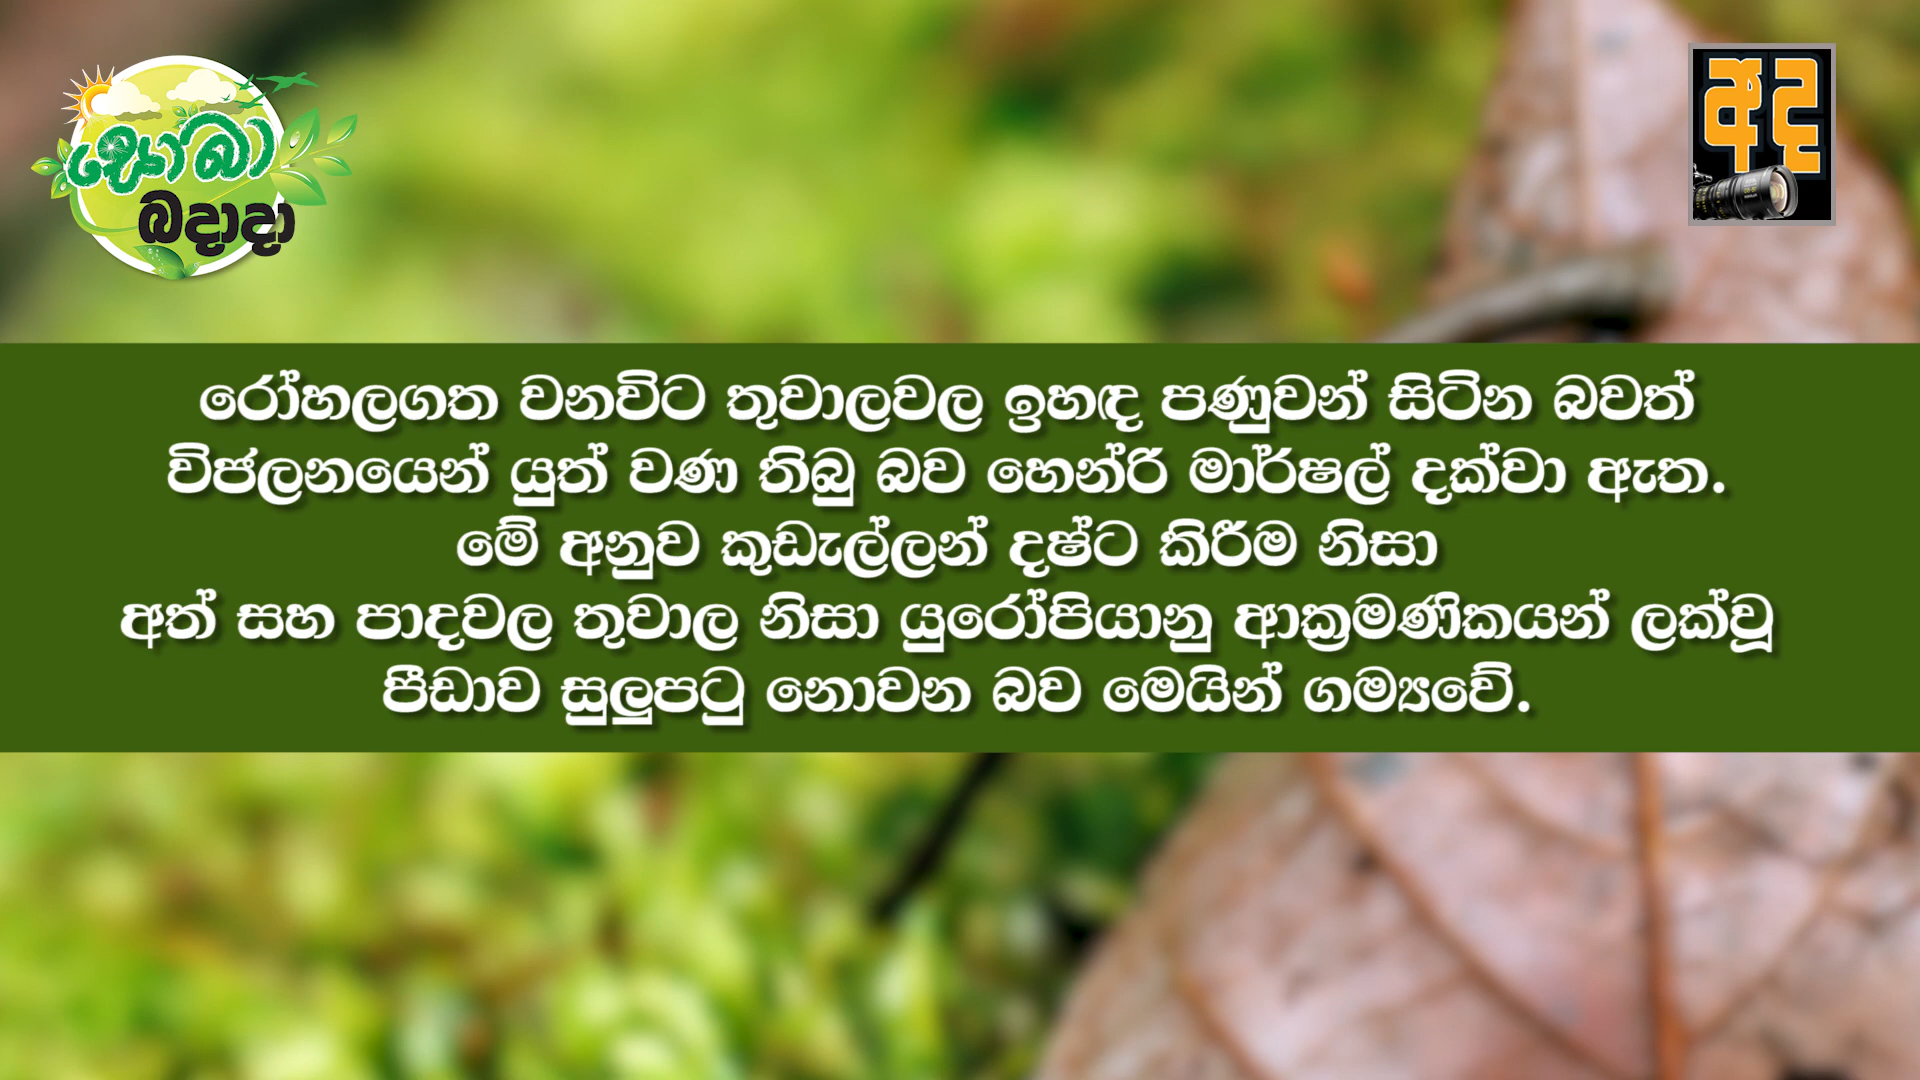 සොබා
බදාදා
අද
රෝහලගත වනවිට තුවාලවල ඉහඳ පණුවන් සිටින බවත්
විජලනයෙන් යුත් වණ තිබූ බව හෙන්රි මාර්ෂල් දක්වා ඇත.
මේ අනුව කුඩැල්ලන් දෂ්ට කිරීම නිසා
අත් සහ පාදවල තුවාල නිසා යුරෝපියානු ආක්‍රමණිකයන් ලක්වූ
පීඩාව සුලුපටු නොවන බව මෙයින් ගම්‍යවේ.